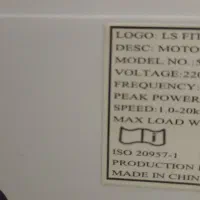 LOGO: LS FIT
DESC: MOTO
MODEL NO.:
VOLTAGE:220
FREQUENCY:
PEAK POWER
SPEED: 1.0-20k
MAX LOAD W
ISO 20957-1
PRODUCTION
MADE IN CHIN